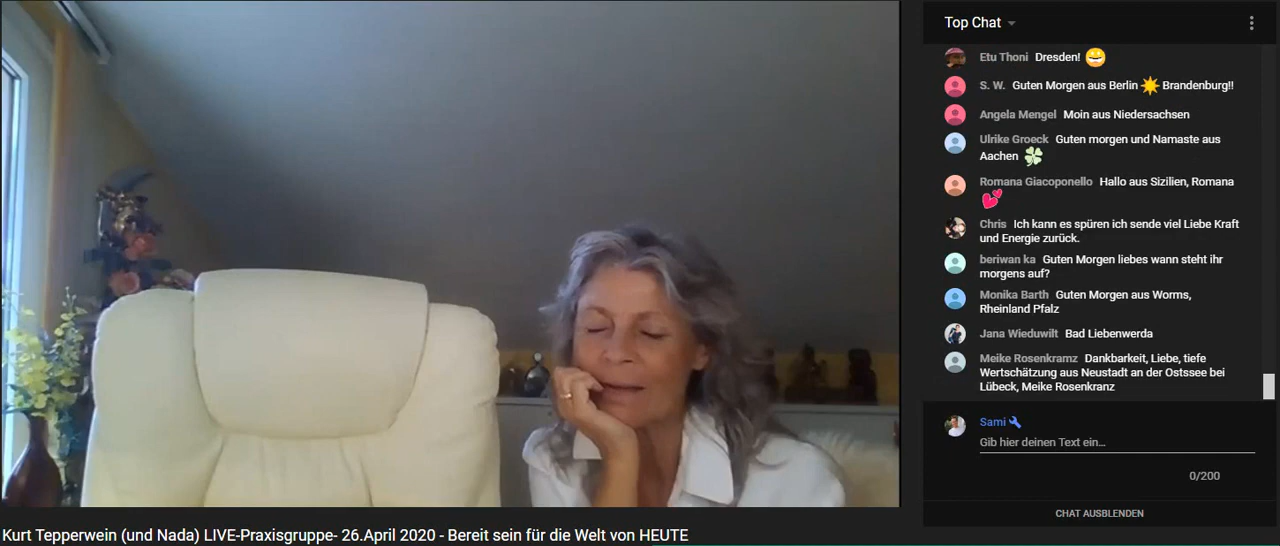 Top Chat
Etu Thoni Dresden!
S. W. Guten Morgen aus Berlin Brandenburg!!
Angela Mengel Moin aus Niedersachsen
Ulrike Groeck Guten morgen und Namaste aus
Aachen
Romana Giacoponello Hallo aus Sizilien, Romana
Chris Ich kann es spüren ich sende viel Liebe Kraft
und Energie zurück.
beriwan ka Guten Morgen liebes wann steht ihr
morgens auf?
Monika Barth Guten Morgen aus Worms,
Rheinland Pfalz
Jana Wieduwilt Bad Liebenwerda
Meike Rosenkramz Dankbarkeit, Liebe, tiefe
Wertschätzung aus Neustadt an der Ostssee bei
Lübeck, Meike Rosenkranz
Sami
Gib hier deinen Text ein...
0/200
CHAT AUSBLENDEN
Kurt Tepperwein (und Nada) LIVE-Praxisgruppe- 26.April 2020 - Bereit sein für die Welt von HEUTE